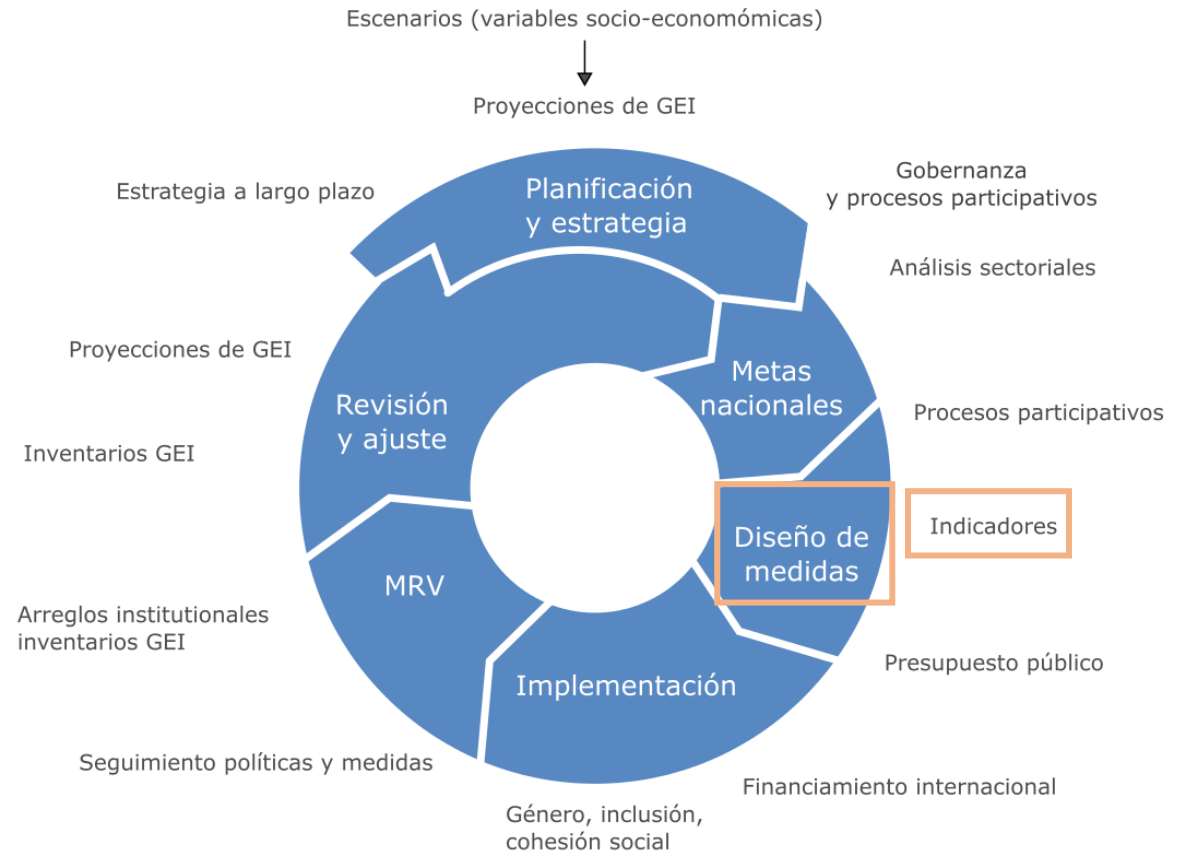 Escenarios (variables socio-economómicas)
Proyecciones de GEI
Planificación
y estrategia
Gobernanza
y procesos participativos
Análisis sectoriales
Metas
nacionales
Procesos participativos
Diseño de
medidas
Indicadores
Presupuesto público
Implementación
Financiamiento internacional
Género, inclusión,
cohesión social
Seguimiento políticas y medidas
MRV
Arreglos institutionales
inventarios GEI
Inventarios GEI
Revisión
y ajuste
Proyecciones de GEI
Estrategia a largo plazo